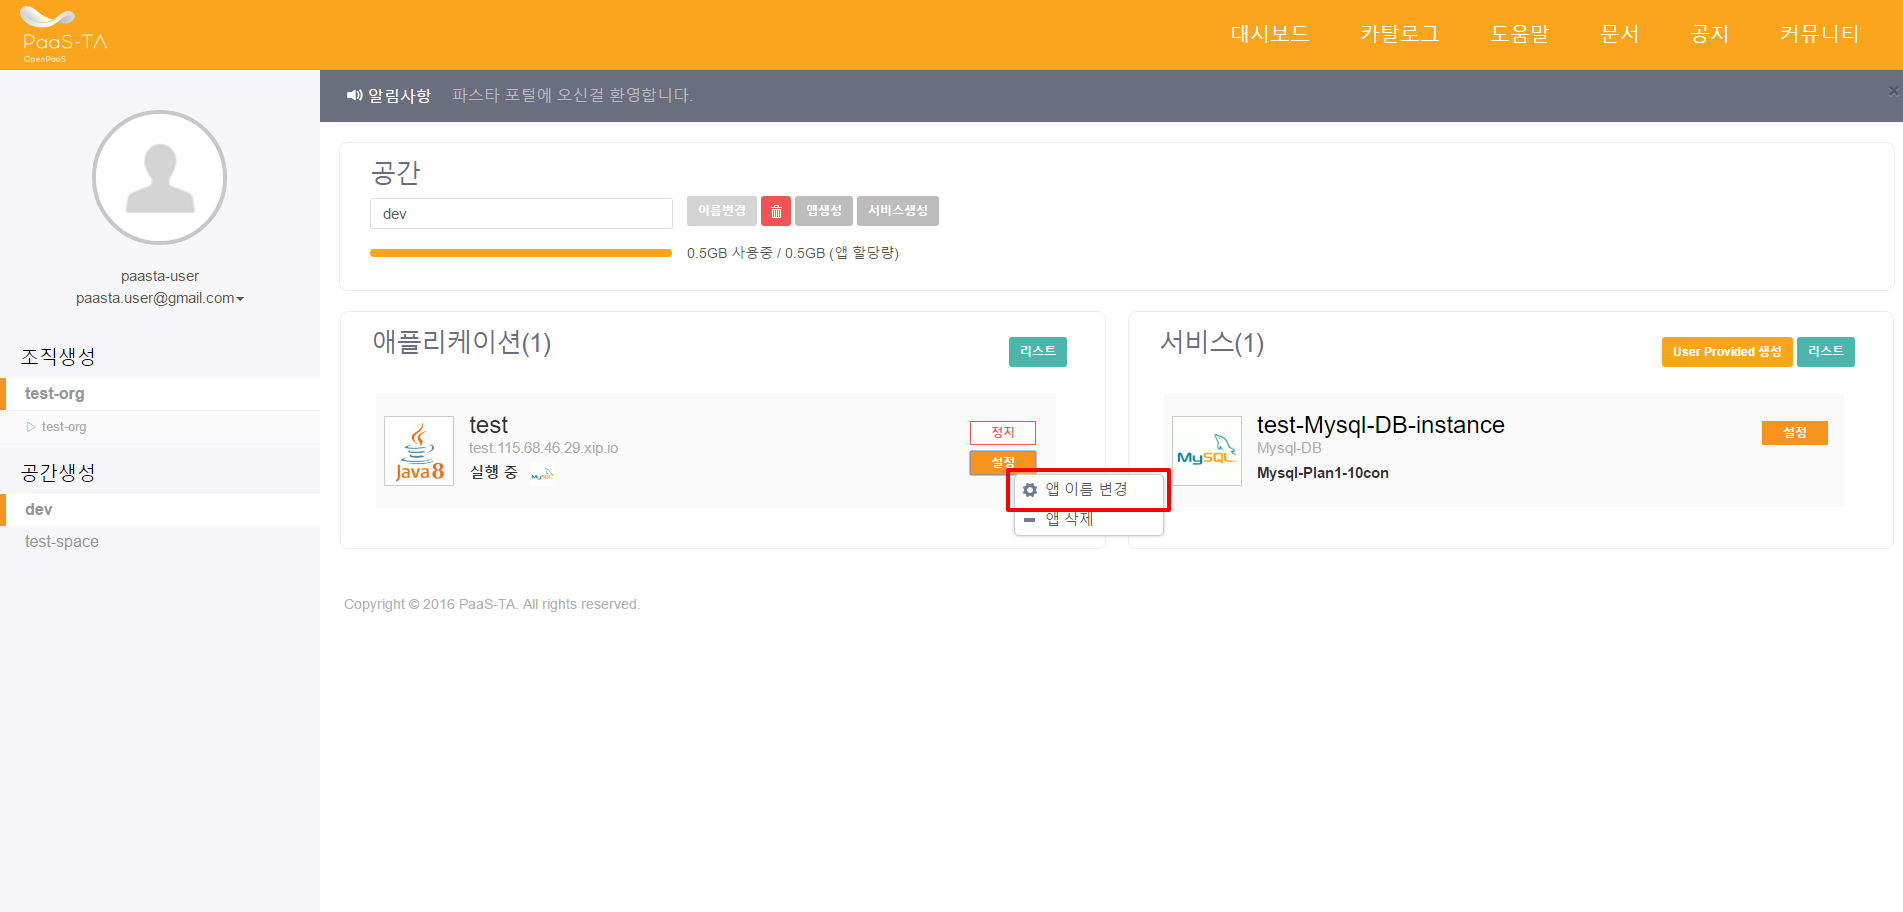 PaaS-TA
OpenPaaS
대시보드 카탈로그 도움말 문서 공지 커뮤니티
알림사항 파스타 포털에 오신걸 환영합니다.
×
paasta-user
paasta.user@gmail.com
조직생성
test-org
test-org
공간생성
dev
test-space
공간
dev
이름변경 앱생성 서비스생성
0.5GB 사용중 / 0.5GB (앱 할당량)
애플리케이션(1)
리스트
Java8
test
test.115.68.46.29.xip.io
실행 중
MySQL
정지
설정
앱 이름 변경
앱 삭제
서비스(1)
User Provided 생성 리스트
MySQL
test-Mysql-DB-instance
Mysql-DB
Mysql-Plan1-10con
설정
Copyright © 2016 PaaS-TA. All rights reserved.